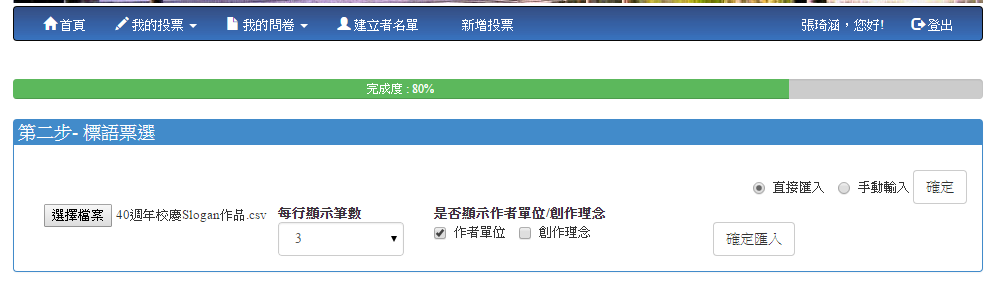 首頁 我的投票 我的問卷 建立者名單 新增投票 張琦涵，您好! 登出
完成度 : 80%
第二步- 標語票選
直接匯入 手動輸入 確定
選擇檔案 40週年校慶Slogan作品.csv 每行顯示筆數 是否顯示作者單位/創作理念
3 作者單位 創作理念 確定匯入